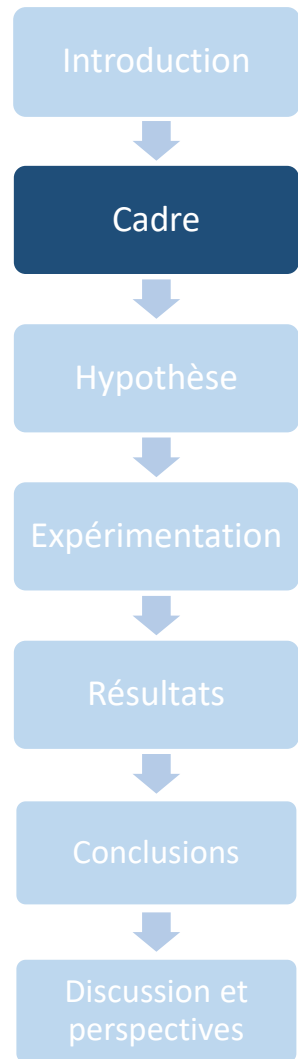 Introduction
Cadre
Hypothèse
Expérimentation
Résultats
Conclusions
Discussion et
perspectives